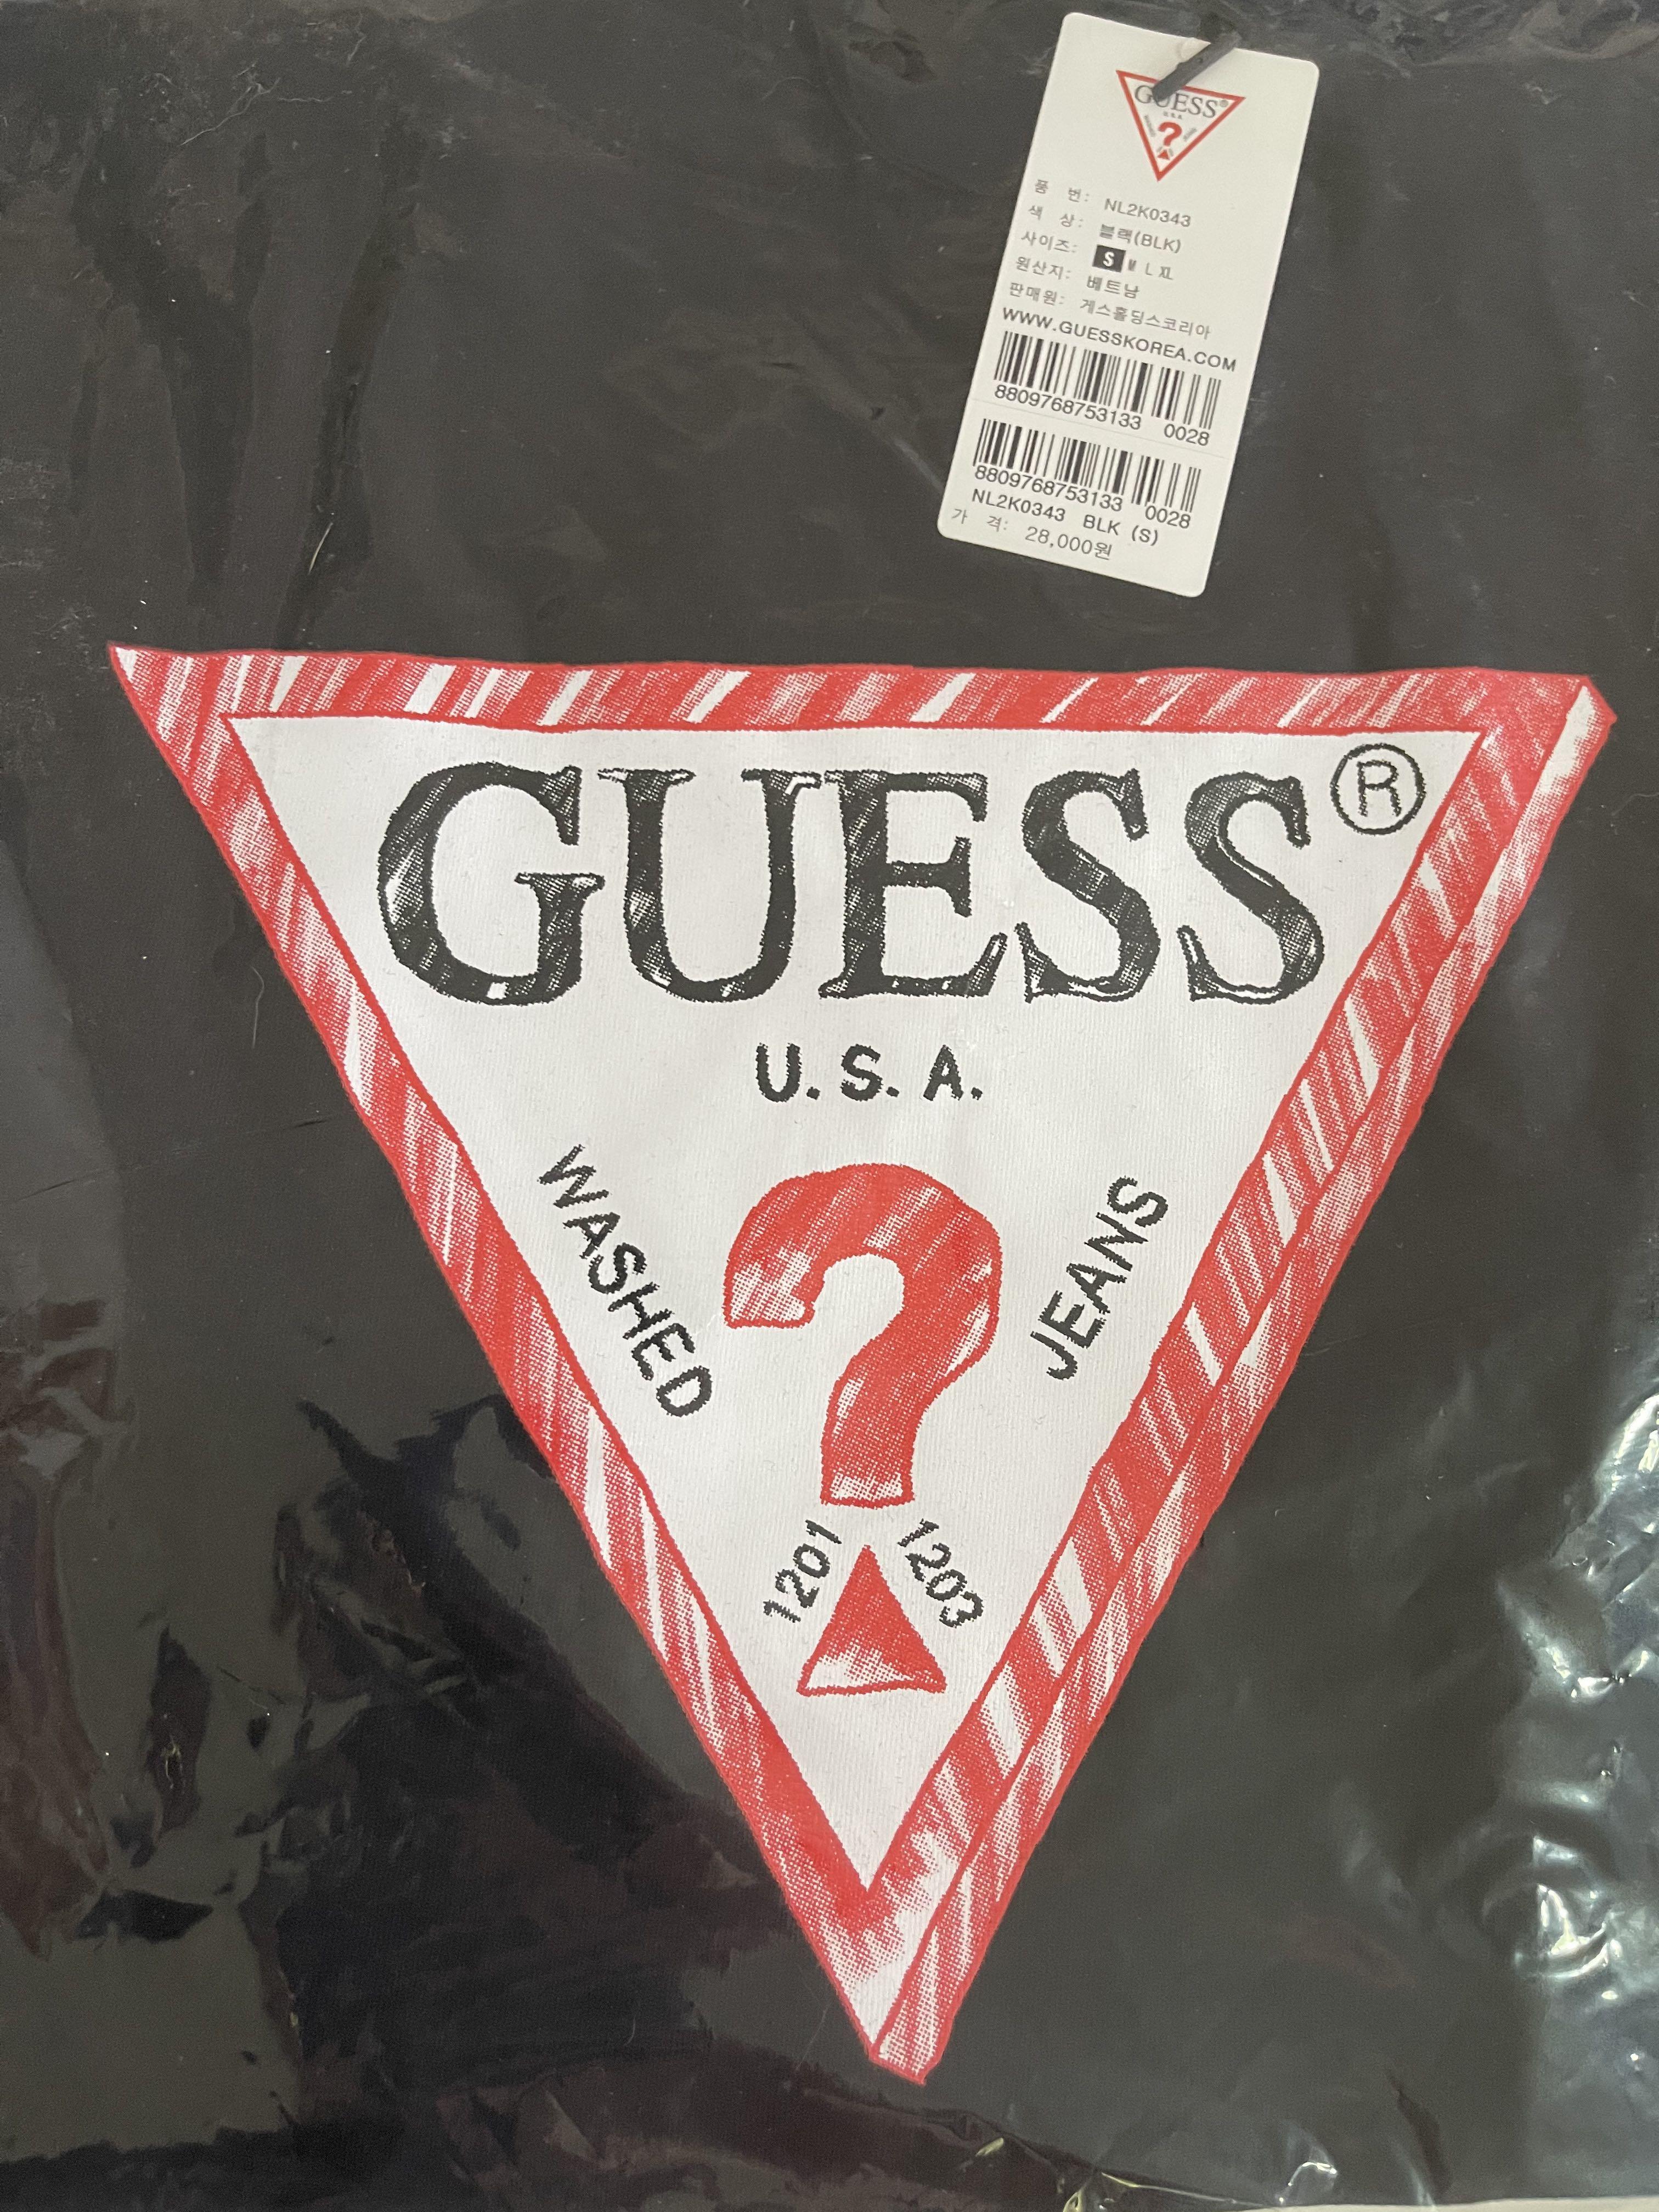 GUESS®
U.S.A.
?
품 번: NL2K0343
색 상: 블랙(BLK)
사이즈: S M L XL
원산지: 베트남
판매원: 게스홀딩스코리아
WWW.GUESSKOREA.COM
8809768753133 0028
8809768753133 0028
NL2K0343 BLK (S)
가 격: 28,000원
GUESS®
U.S.A.
WASHED ? JEANS
1201 1203